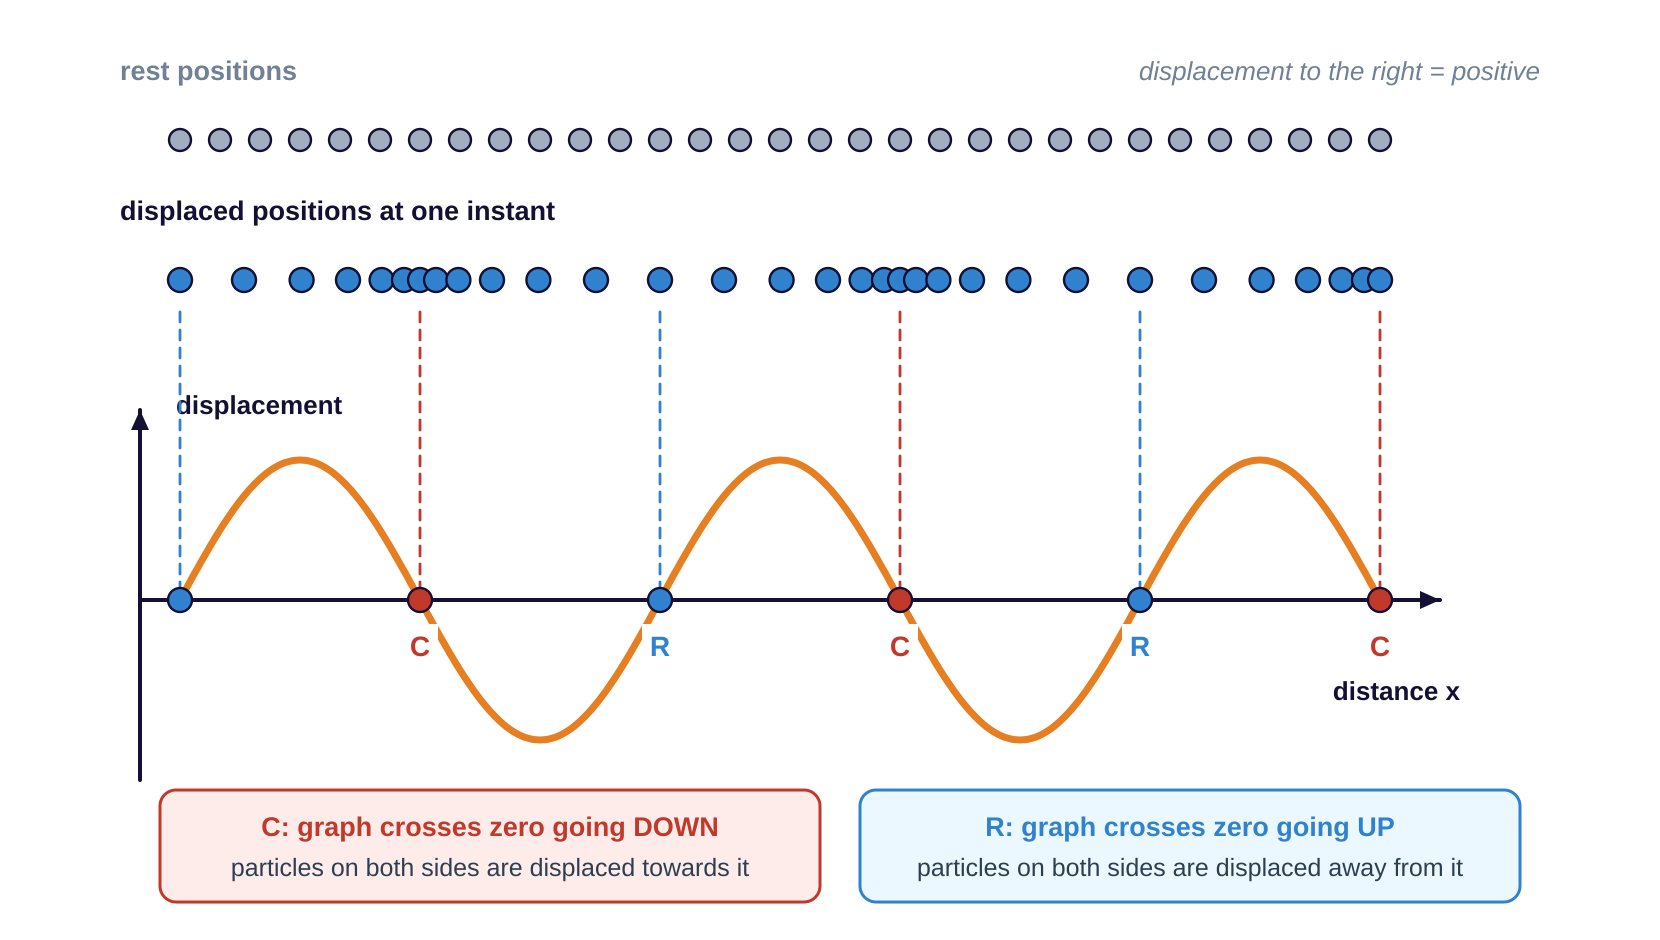 rest positions
displacement to the right = positive
displaced positions at one instant
displacement
C
R
C
R
C
distance x
C: graph crosses zero going DOWN
particles on both sides are displaced towards it
R: graph crosses zero going UP
particles on both sides are displaced away from it